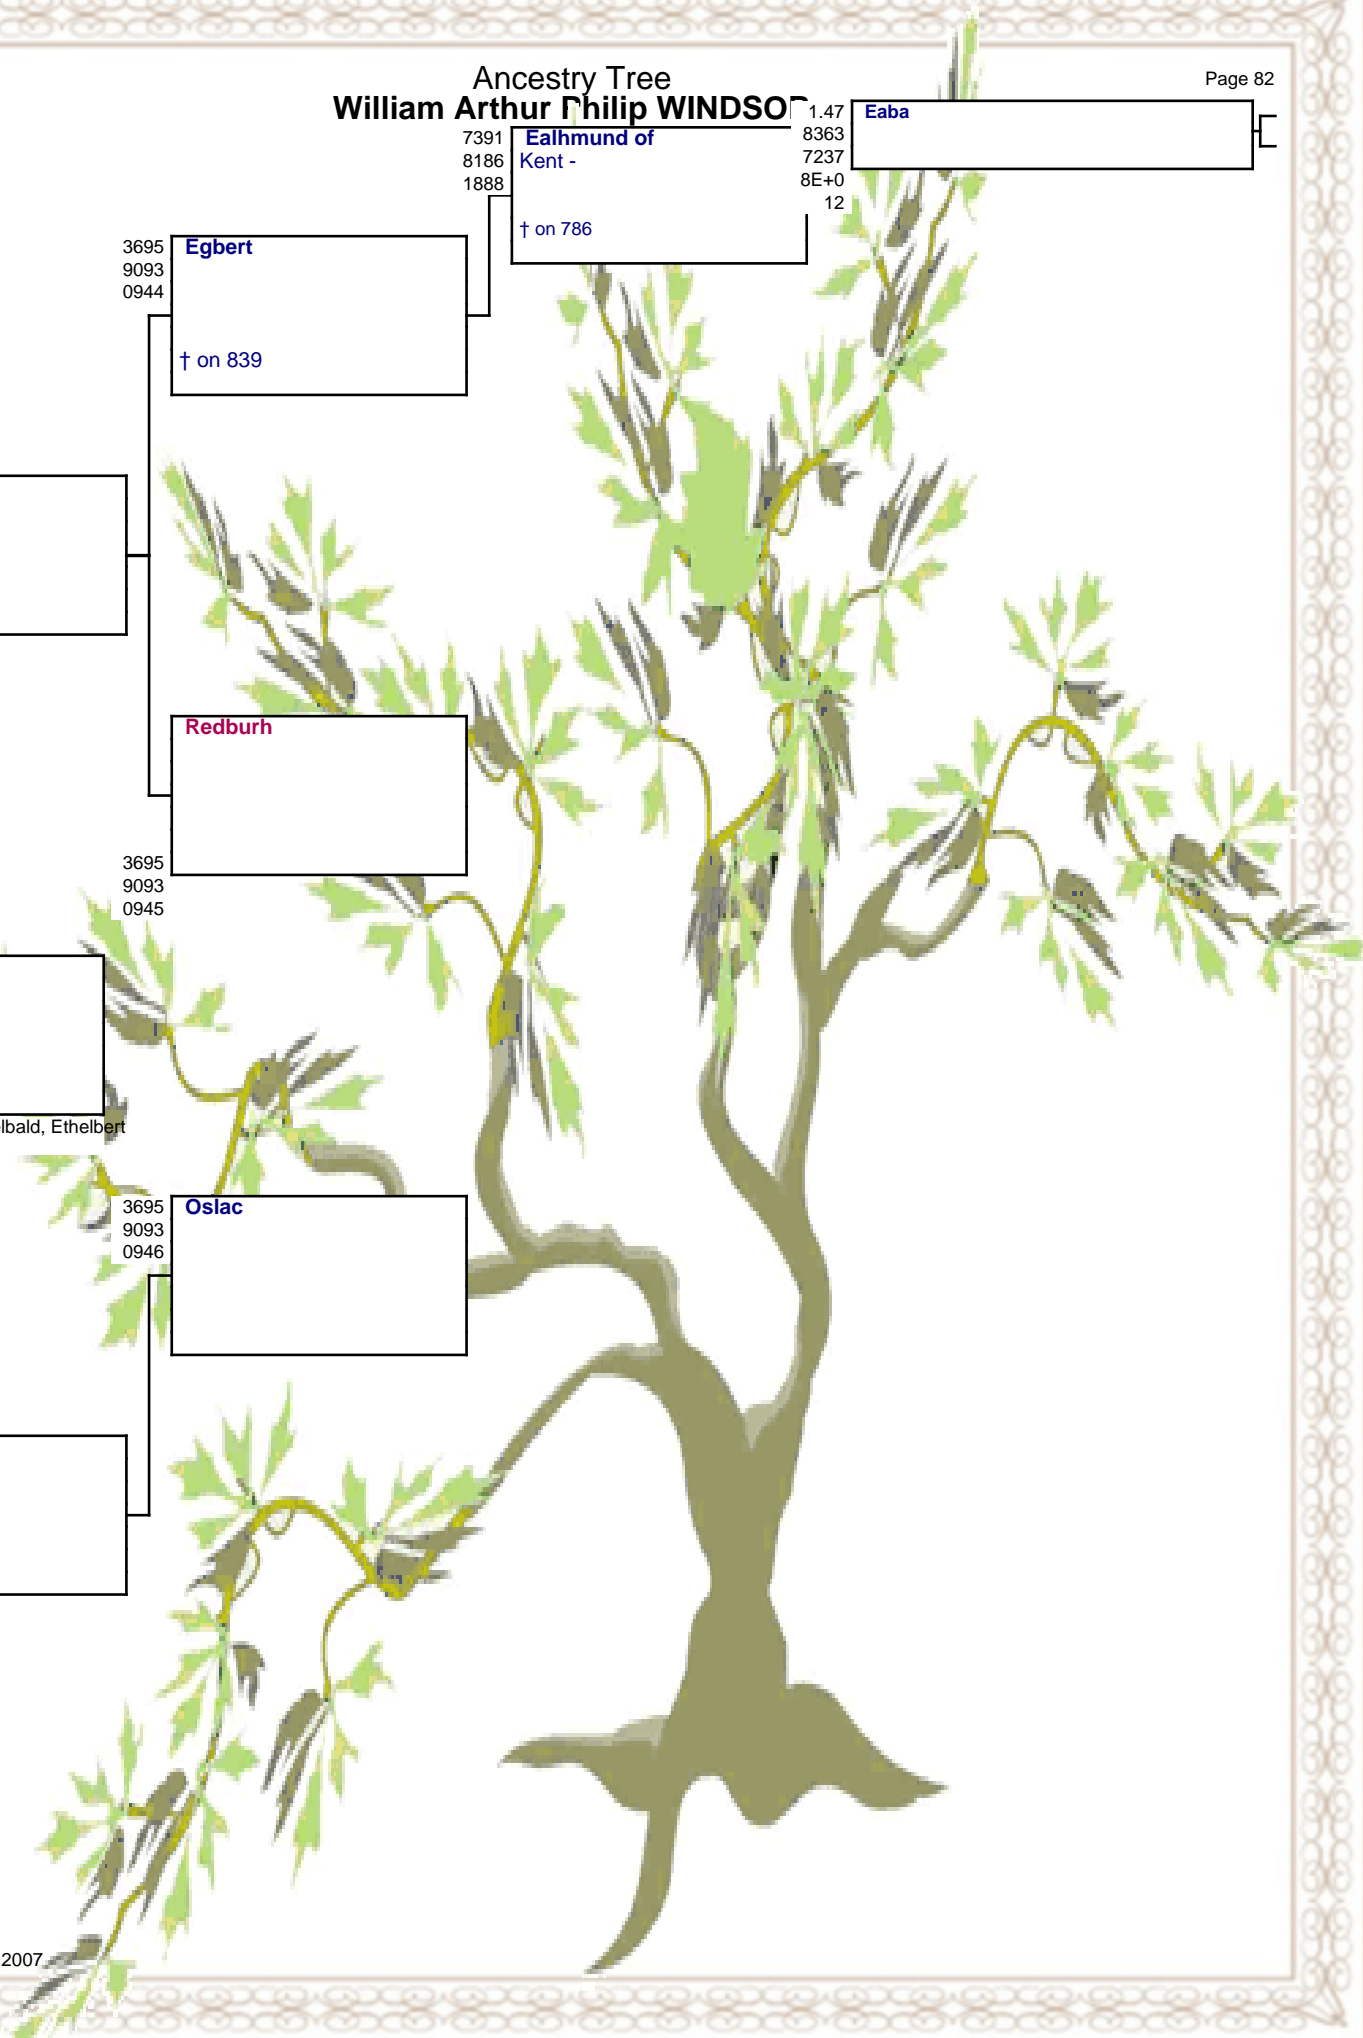 Ancestry Tree
Page 82
William Arthur Philip WINDSOR
1.47
8363
7237
8E+0
12
Eaba
7391
8186
1888
Ealhmund of
Kent -
† on 786
3695
9093
0944
Egbert
† on 839
Redburh
3695
9093
0945
lbald, Ethelbert
3695
9093
0946
Oslac
2007